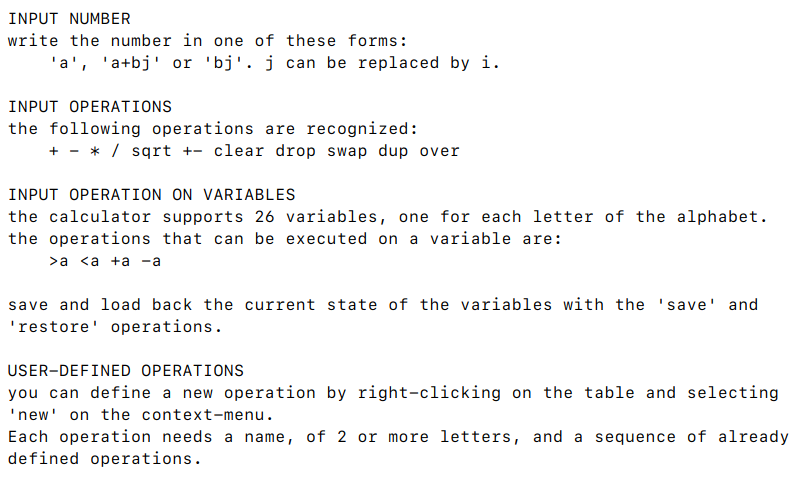 INPUT NUMBER
write the number in one of these forms:
    'a', 'a+bj' or 'bj'. j can be replaced by i.

INPUT OPERATIONS
the following operations are recognized:
    + - * / sqrt +- clear drop swap dup over

INPUT OPERATION ON VARIABLES
the calculator supports 26 variables, one for each letter of the alphabet.
the operations that can be executed on a variable are:
    >a <a +a -a

save and load back the current state of the variables with the 'save' and
'restore' operations.

USER-DEFINED OPERATIONS
you can define a new operation by right-clicking on the table and selecting
'new' on the context-menu.
Each operation needs a name, of 2 or more letters, and a sequence of already
defined operations.